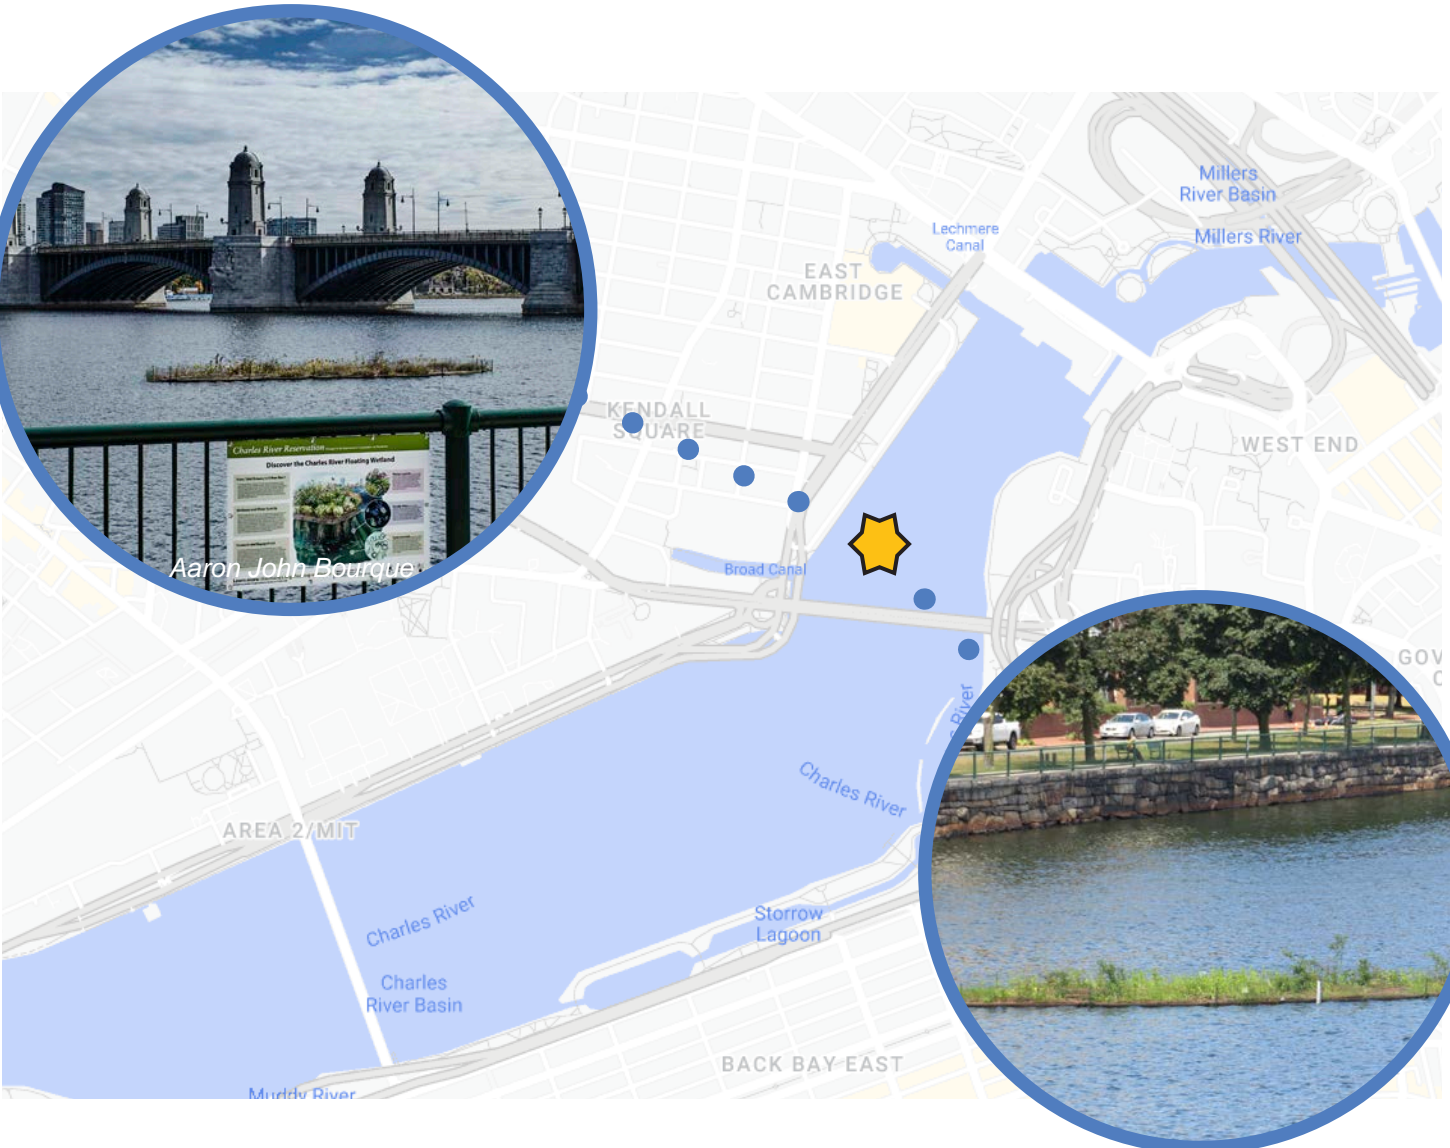 Millers
River Basin
Millers River
Lechmere
Canal
EAST
CAMBRIDGE
KENDALL
SQUARE
WEST END
Charles River Reservation
Discover the Charles River Floating Wetland
Aaron John Bourque
Broad Canal
GOV
C
s River
Charles River
AREA 2/MIT
Charles River
Storrow
Lagoon
Charles
River Basin
BACK BAY EAST
Muddy River